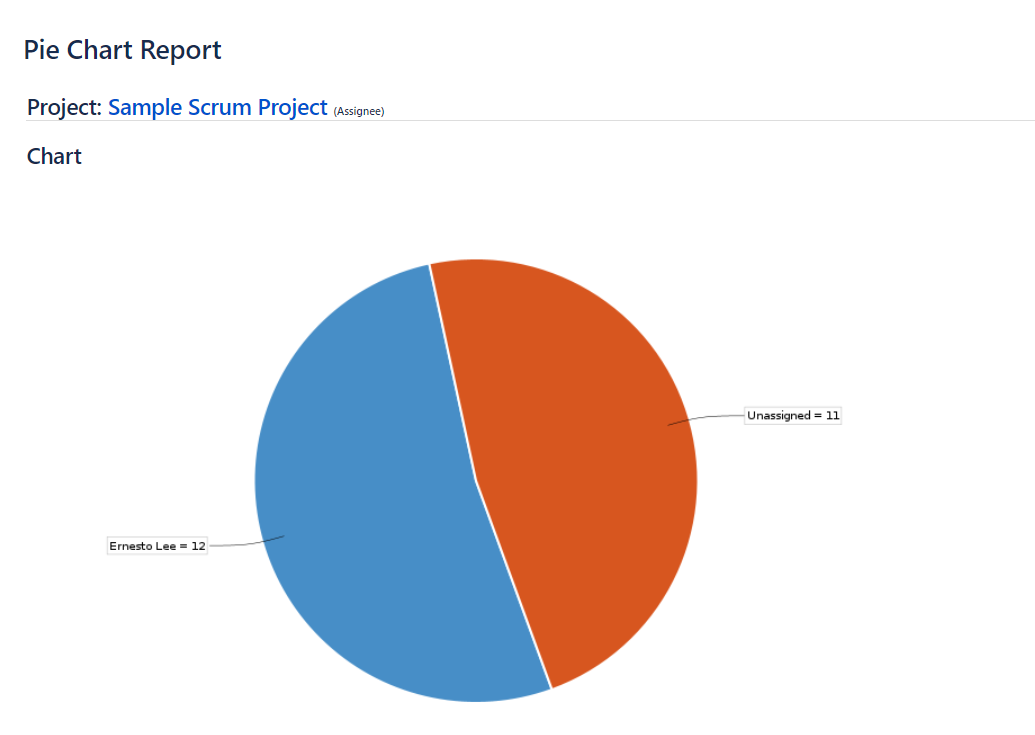 Pie Chart Report
Project: Sample Scrum Project (Assignee)
Chart
Unassigned = 11
Ernesto Lee = 12